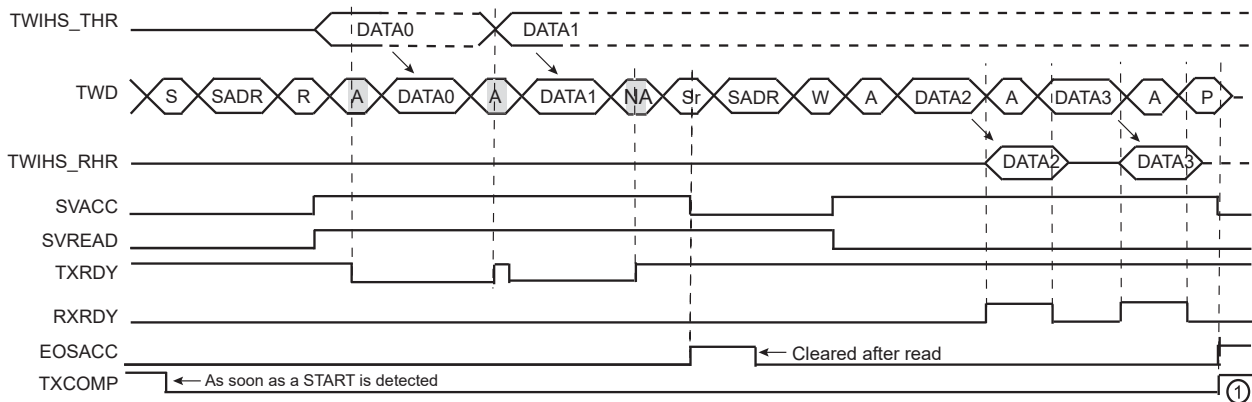 TWIHS_THR DATA0 DATA1
TWD S SADR R A DATA0 A DATA1 NA Sr SADR W A DATA2 A DATA3 A P
TWIHS_RHR DATA2 DATA3
SVACC
SVREAD
TXRDY
RXRDY
EOSACC Cleared after read
TXCOMP As soon as a START is detected 1